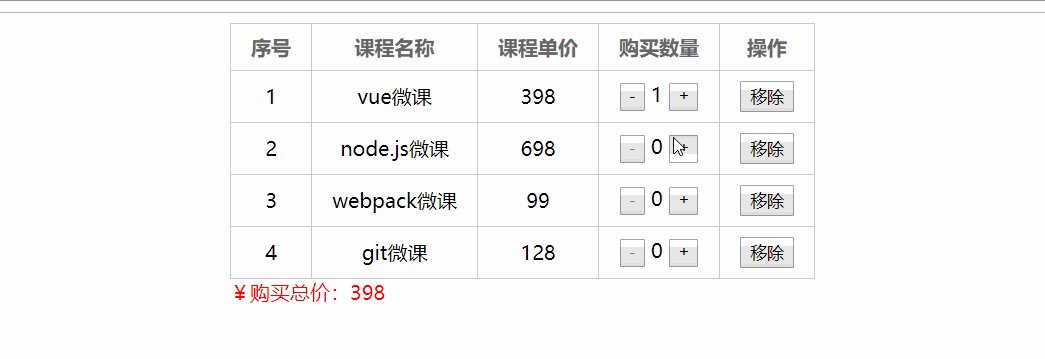 序号 课程名称 课程单价 购买数量 操作
1 vue微课 398 - 1 + 移除
2 node.js微课 698 - 0 + 移除
3 webpack微课 99 - 0 + 移除
4 git微课 128 - 0 + 移除
￥购买总价：398